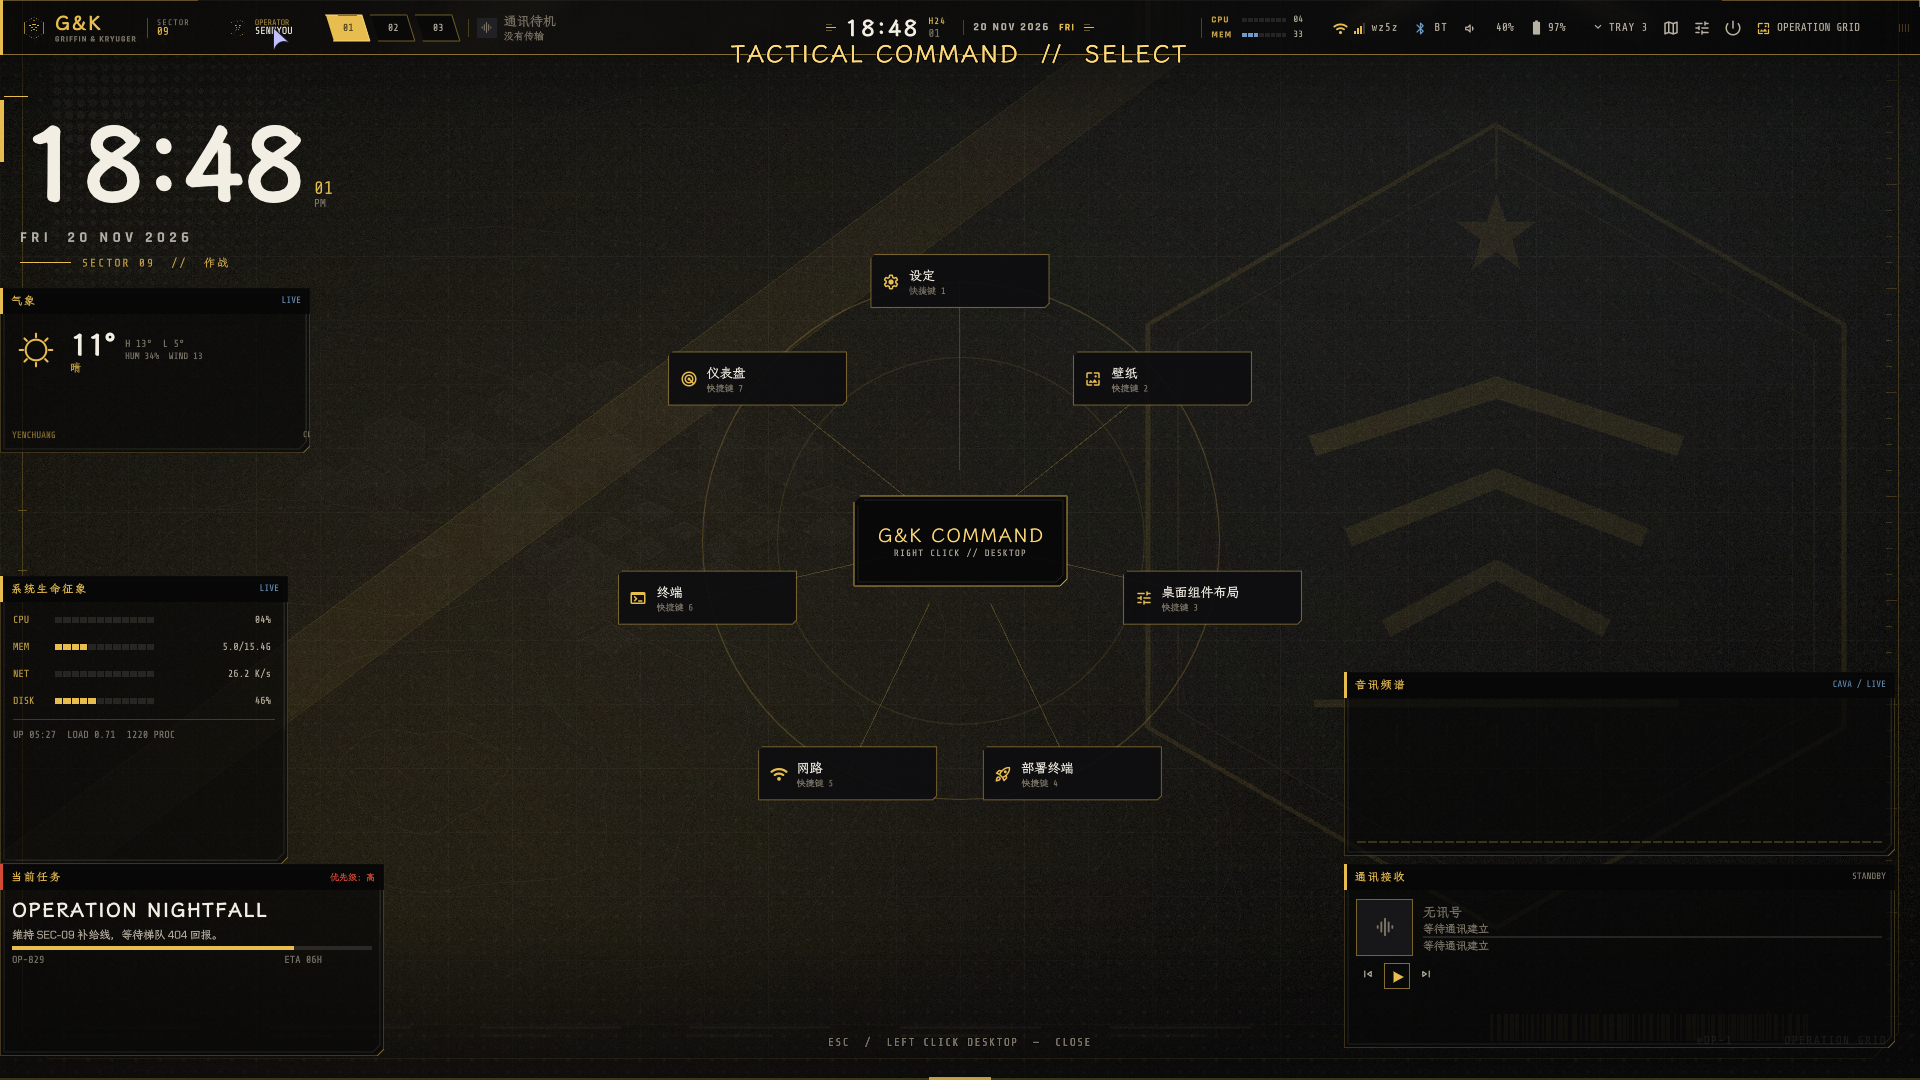 G&K
GRIFFIN & KRYUGER
SECTOR
09
OPERATOR
01
02
03
通讯待机
没有传输
18:48
H24
01
20 NOV 2026 FRI
CPU 04
MEM 33
wz5z
BT
40%
97%
TRAY 3
OPERATION GRID
TACTICAL COMMAND // SELECT
18:48
01
PM
FRI 20 NOV 2026
SECTOR 09 // 作战
气象 LIVE
11°
H 13° L 5°
HUM 34% WIND 13
晴
YENCHUANG
系统生命征象 LIVE
CPU 04%
MEM 5.0/15.4G
NET 26.2 K/s
DISK 46%
UP 05:27 LOAD 0.71 1220 PROC
当前任务 优先级: 高
OPERATION NIGHTFALL
维持 SEC-09 补给线，等待梯队 404 回报。
OP-829 ETA 06H
设定
快捷键 1
仪表盘
快捷键 7
壁纸
快捷键 2
G&K COMMAND
RIGHT CLICK // DESKTOP
终端
快捷键 6
桌面组件布局
快捷键 3
网路
快捷键 5
部署终端
快捷键 4
音讯频谱 CAVA / LIVE
通讯接收 STANDBY
无讯号
等待通讯建立
等待通讯建立
OPERATION GRID
ESC / LEFT CLICK DESKTOP — CLOSE